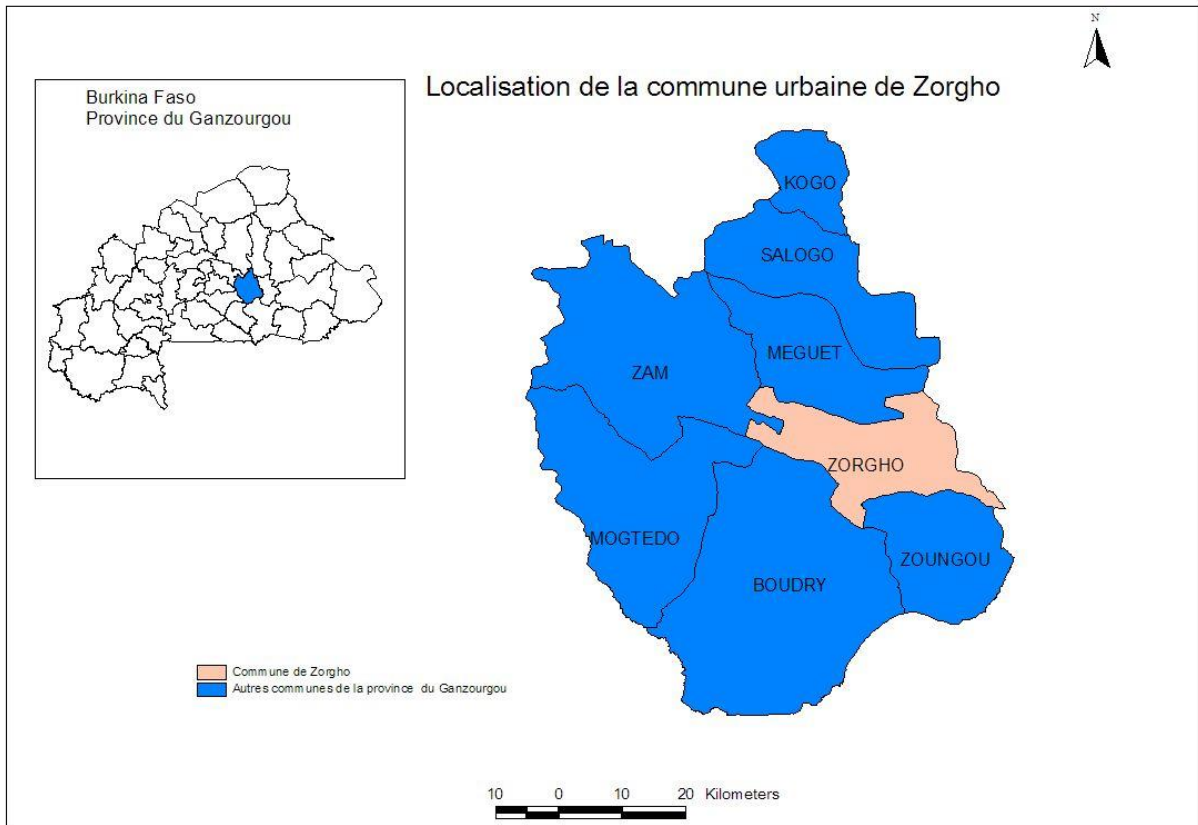 N
Localisation de la commune urbaine de Zorgho
Burkina Faso
Province du Ganzourgou
KOGO
SALOGO
MEGUET
ZAM
ZORGHO
MOGTEDO
ZOUNGOU
BOUDRY
Commune de Zorgho
Autres communes de la province du Ganzourgou
10 0 10 20 Kilometers